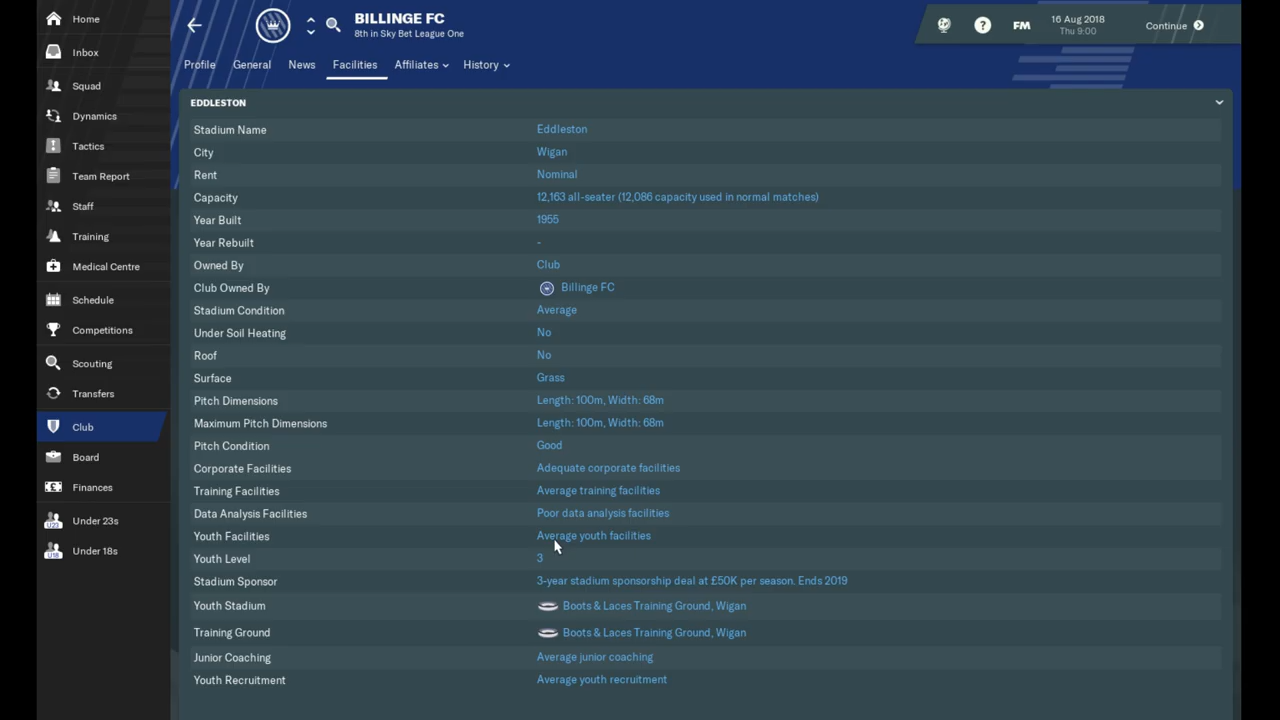 Home
Inbox
Squad
Dynamics
Tactics
Team Report
Staff
Training
Medical Centre
Schedule
Competitions
Scouting
Transfers
Club
Board
Finances
U23
Under 23s
U18
Under 18s
BILLINGE FC
8th in Sky Bet League One
FM
16 Aug 2018
Thu 9:00
Continue
Profile General News Facilities Affiliates History
EDDLESTON
Stadium Name Eddleston
City Wigan
Rent Nominal
Capacity 12,163 all-seater (12,086 capacity used in normal matches)
Year Built 1955
Year Rebuilt -
Owned By Club
Club Owned By Billinge FC
Stadium Condition Average
Under Soil Heating No
Roof No
Surface Grass
Pitch Dimensions Length: 100m, Width: 68m
Maximum Pitch Dimensions Length: 100m, Width: 68m
Pitch Condition Good
Corporate Facilities Adequate corporate facilities
Training Facilities Average training facilities
Data Analysis Facilities Poor data analysis facilities
Youth Facilities Average youth facilities
Youth Level 3
Stadium Sponsor 3-year stadium sponsorship deal at £50K per season. Ends 2019
Youth Stadium Boots & Laces Training Ground, Wigan
Training Ground Boots & Laces Training Ground, Wigan
Junior Coaching Average junior coaching
Youth Recruitment Average youth recruitment